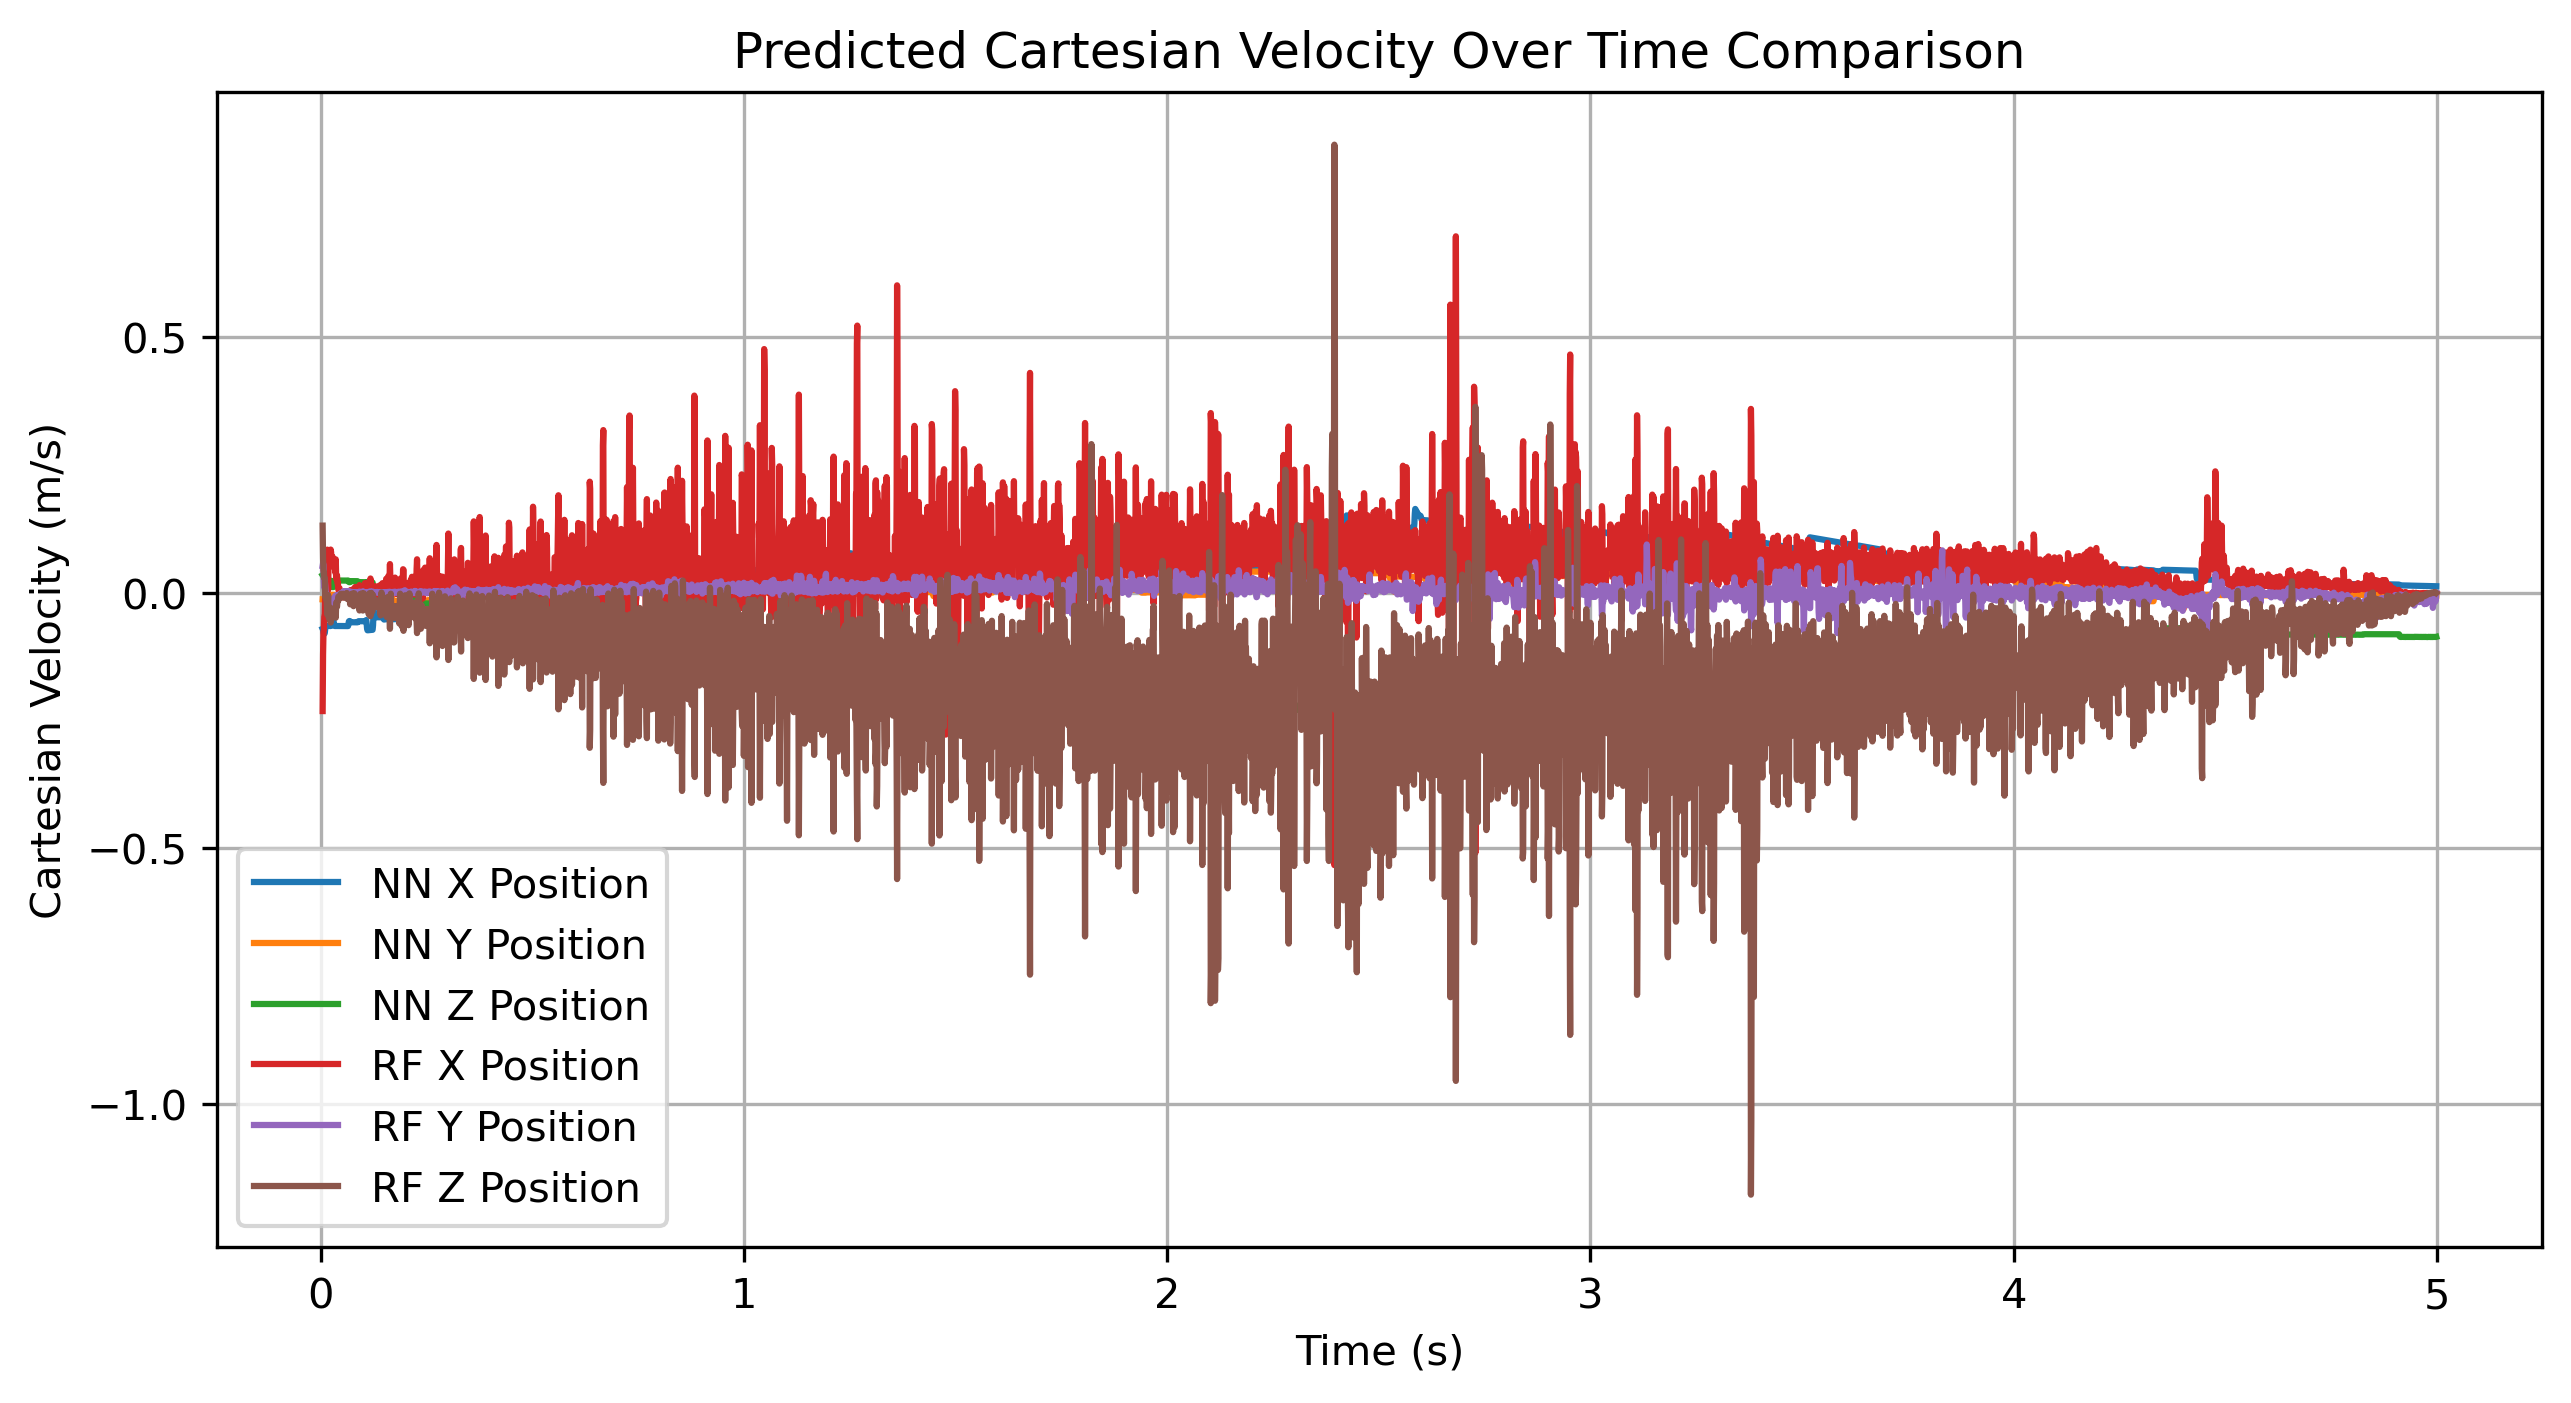 Predicted Cartesian Velocity Over Time Comparison
Cartesian Velocity (m/s)
0.5
0.0
−0.5
−1.0
NN X Position
NN Y Position
NN Z Position
RF X Position
RF Y Position
RF Z Position
0 1 2 3 4 5
Time (s)